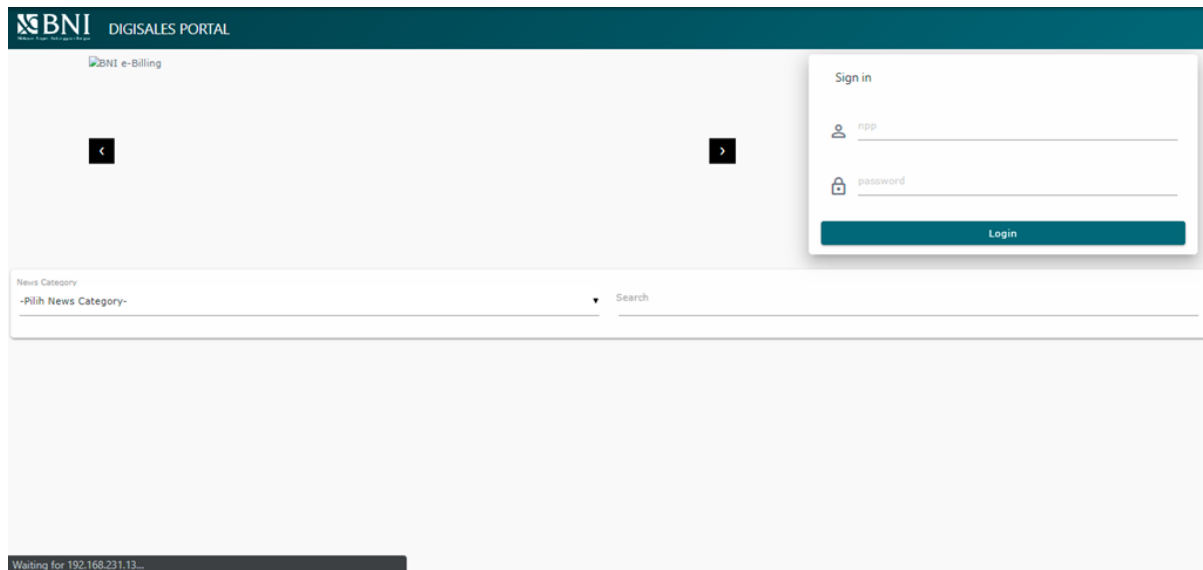 BNI DIGISALES PORTAL
BNI e-Billing
Sign in
npp
password
Login
News Category
-Pilih News Category-
Search
Waiting for 192.168.231.13...